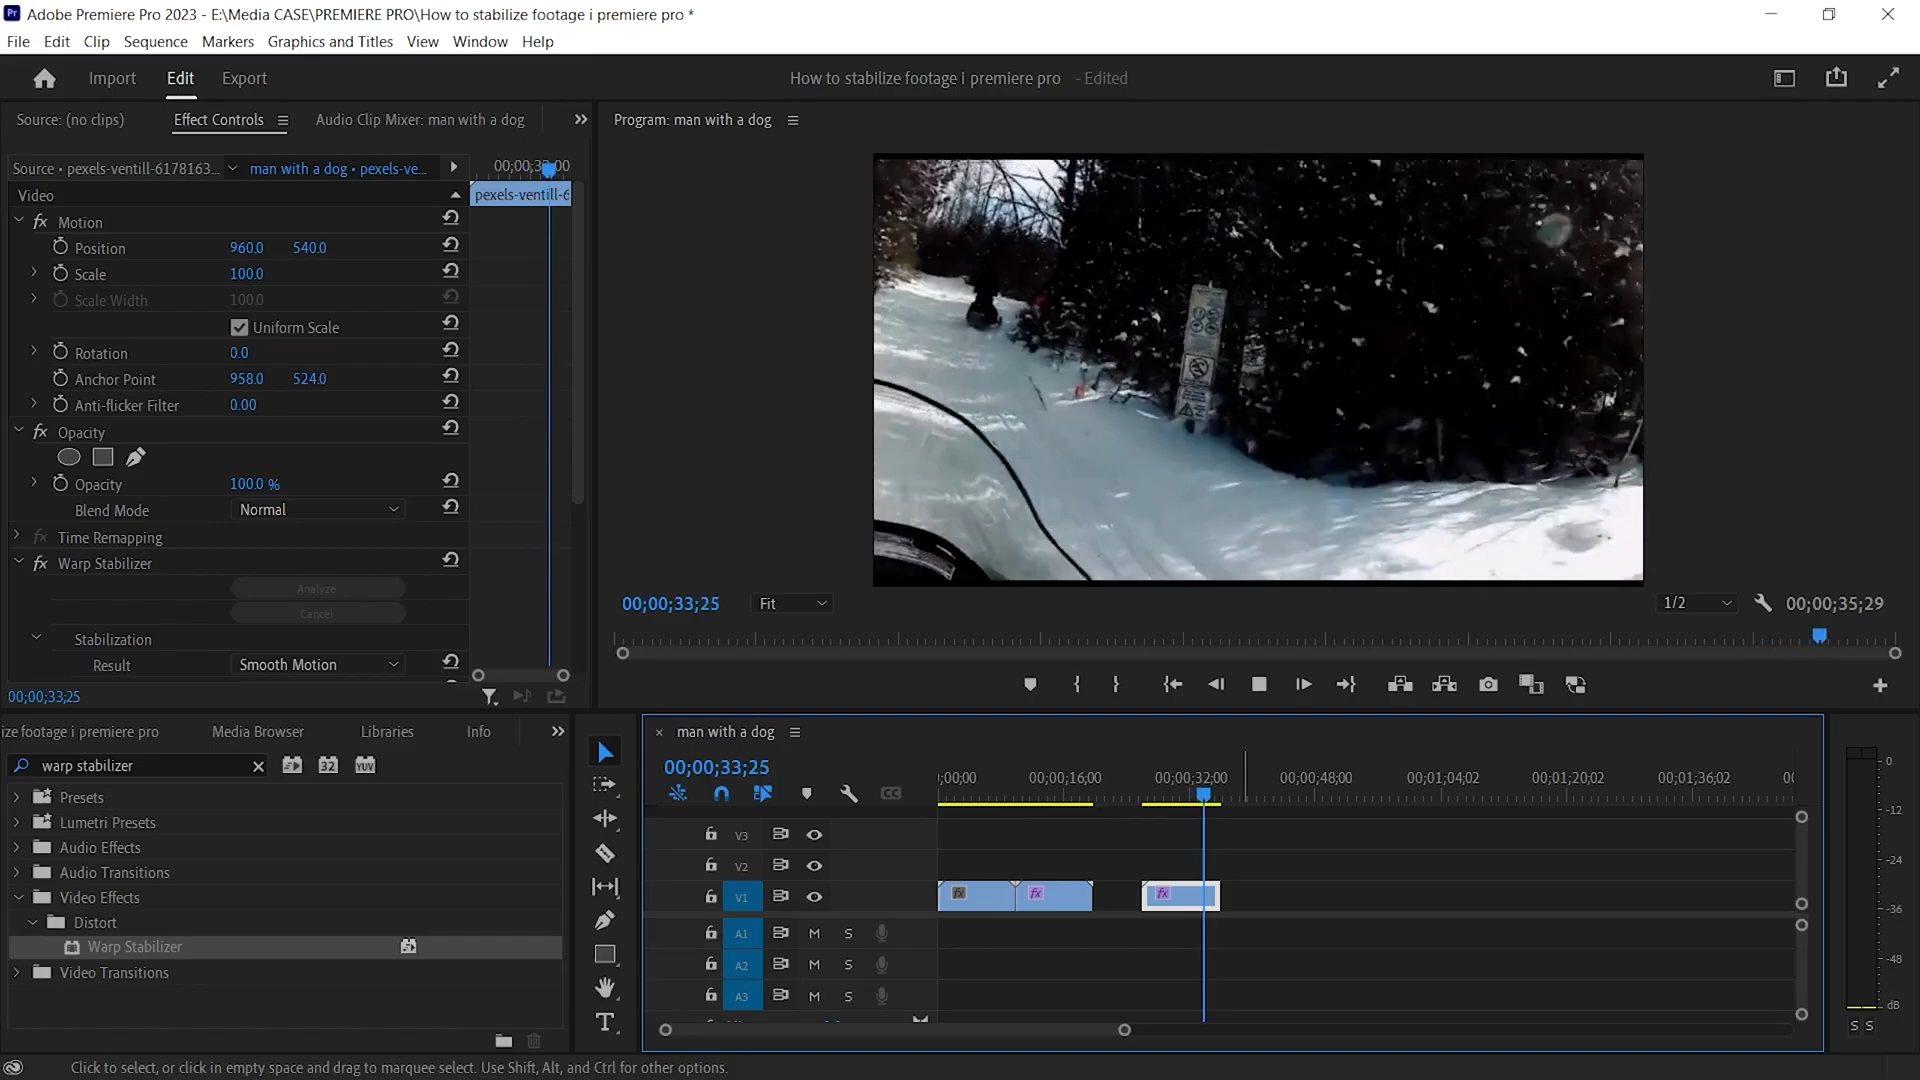 Pr Adobe Premiere Pro 2023 - E:\Media CASE\PREMIERE PRO\How to stabilize footage i premiere pro *
File Edit Clip Sequence Markers Graphics and Titles View Window Help
Import Edit Export How to stabilize footage i premiere pro - Edited
Source: (no clips) Effect Controls Audio Clip Mixer: man with a dog
Program: man with a dog
Source • pexels-ventill-6178163... man with a dog • pexels-ve...
Video pexels-ventill-6
fx Motion
Position 960.0 540.0
Scale 100.0
Scale Width 100.0
Uniform Scale
Rotation 0.0
Anchor Point 958.0 524.0
Anti-flicker Filter 0.00
fx Opacity
Opacity 100.0 %
Blend Mode Normal
fx Time Remapping
fx Warp Stabilizer
Analyze
Cancel
Stabilization
Result Smooth Motion
00;00;33;25
00;00;33;25 Fit 1/2 00;00;35;29
ize footage i premiere pro Media Browser Libraries Info
warp stabilizer 32 YUV
Presets
Lumetri Presets
Audio Effects
Audio Transitions
Video Effects
Distort
Warp Stabilizer
Video Transitions
man with a dog
00;00;33;25
;00;00 00;00;16;00 00;00;32;00 00;00;48;00 00;01;04;02 00;01;20;02 00;01;36;02 00
CC
V3
V2
V1 fx fx fx
A1 M S
A2 M S
A3 M S
0
-12
-24
-36
-48
dB
S S
Click to select, or click in empty space and drag to marquee select. Use Shift, Alt, and Ctrl for other options.